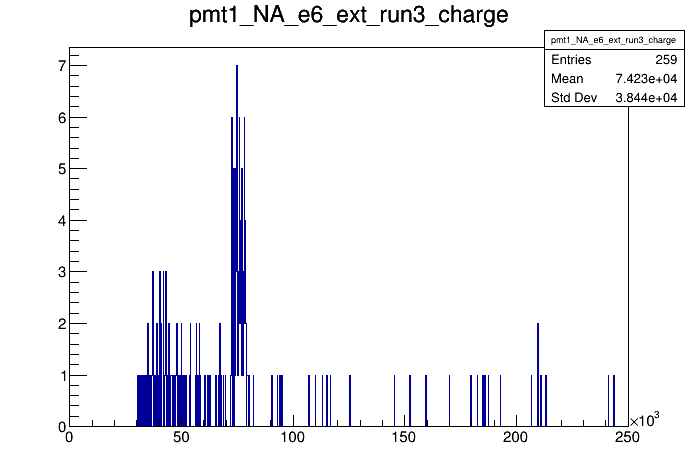 pmt1_NA_e6_ext_run3_charge
pmt1_NA_e6_ext_run3_charge
Entries 259
Mean 7.423e+04
Std Dev 3.844e+04
7
6
5
4
3
2
1
0
0 50 100 150 200 250
×10³